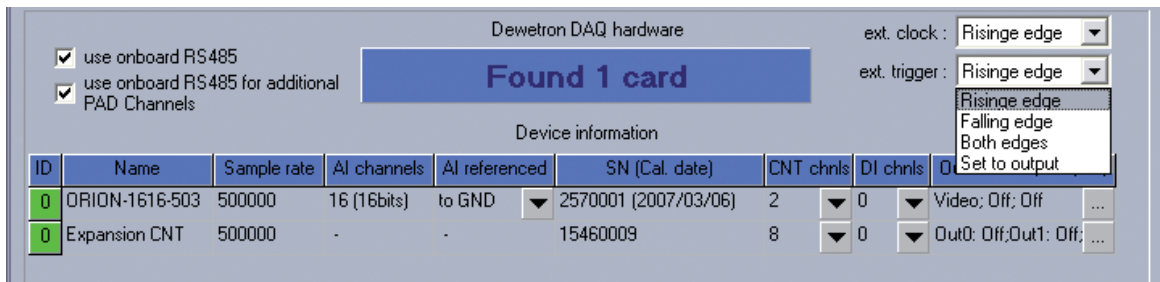 Dewetron DAQ hardware
ext. clock : Risinge edge
use onboard RS485
use onboard RS485 for additional
PAD Channels
Found 1 card
ext. trigger : Risinge edge
Risinge edge
Falling edge
Both edges
Set to output
Device information
ID Name Sample rate AI channels AI referenced SN (Cal. date) CNT chnls DI chnls
0 ORION-1616-503 500000 16 (16bits) to GND 2570001 (2007/03/06) 2 0 Video; Off; Off ...
0 Expansion CNT 500000 - - 15460009 8 0 Out0: Off;Out1: Off; ...